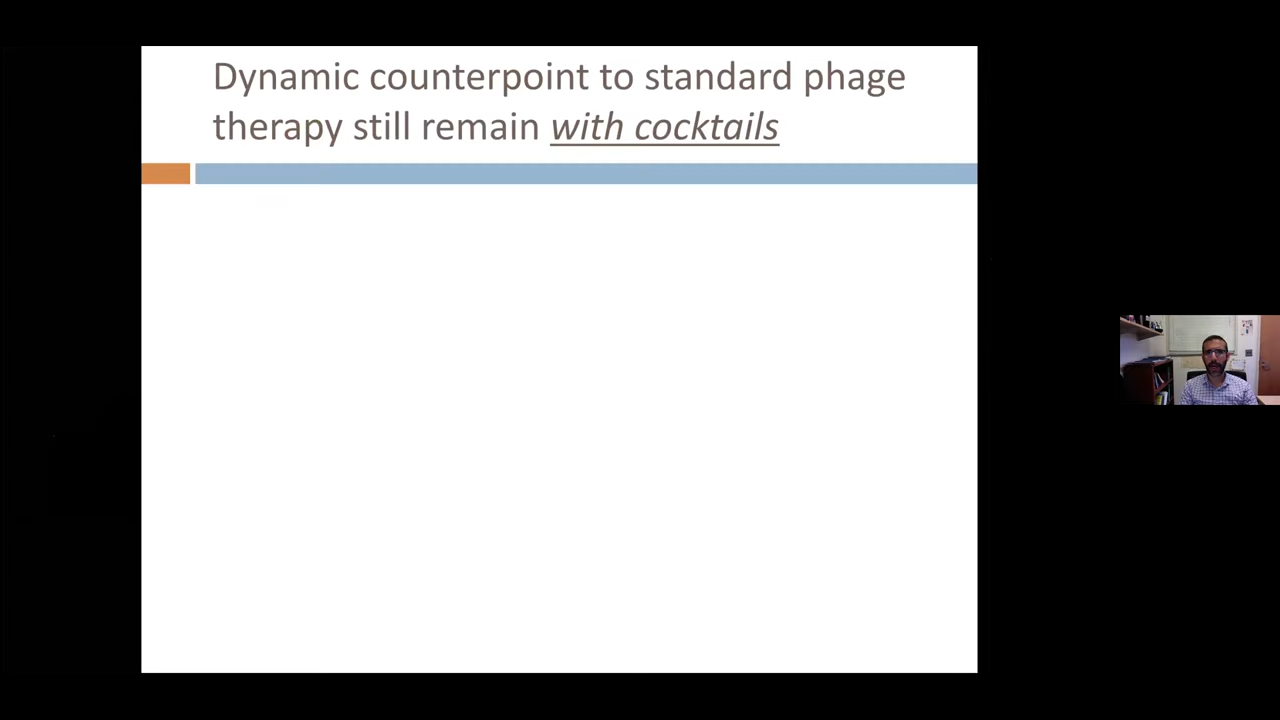 Dynamic counterpoint to standard phage
therapy still remain with cocktails